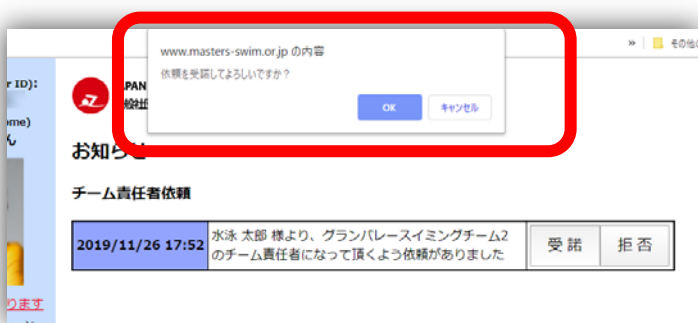 www.masters-swim.or.jp の内容
依頼を受諾してよろしいですか？
OK キャンセル
» その他
r ID):
ome)
ん
ります
お知らせ
チーム責任者依頼
2019/11/26 17:52
水泳 太郎 様より、グランパレースイミングチーム2
のチーム責任者になって頂くよう依頼がありました
受諾 拒否